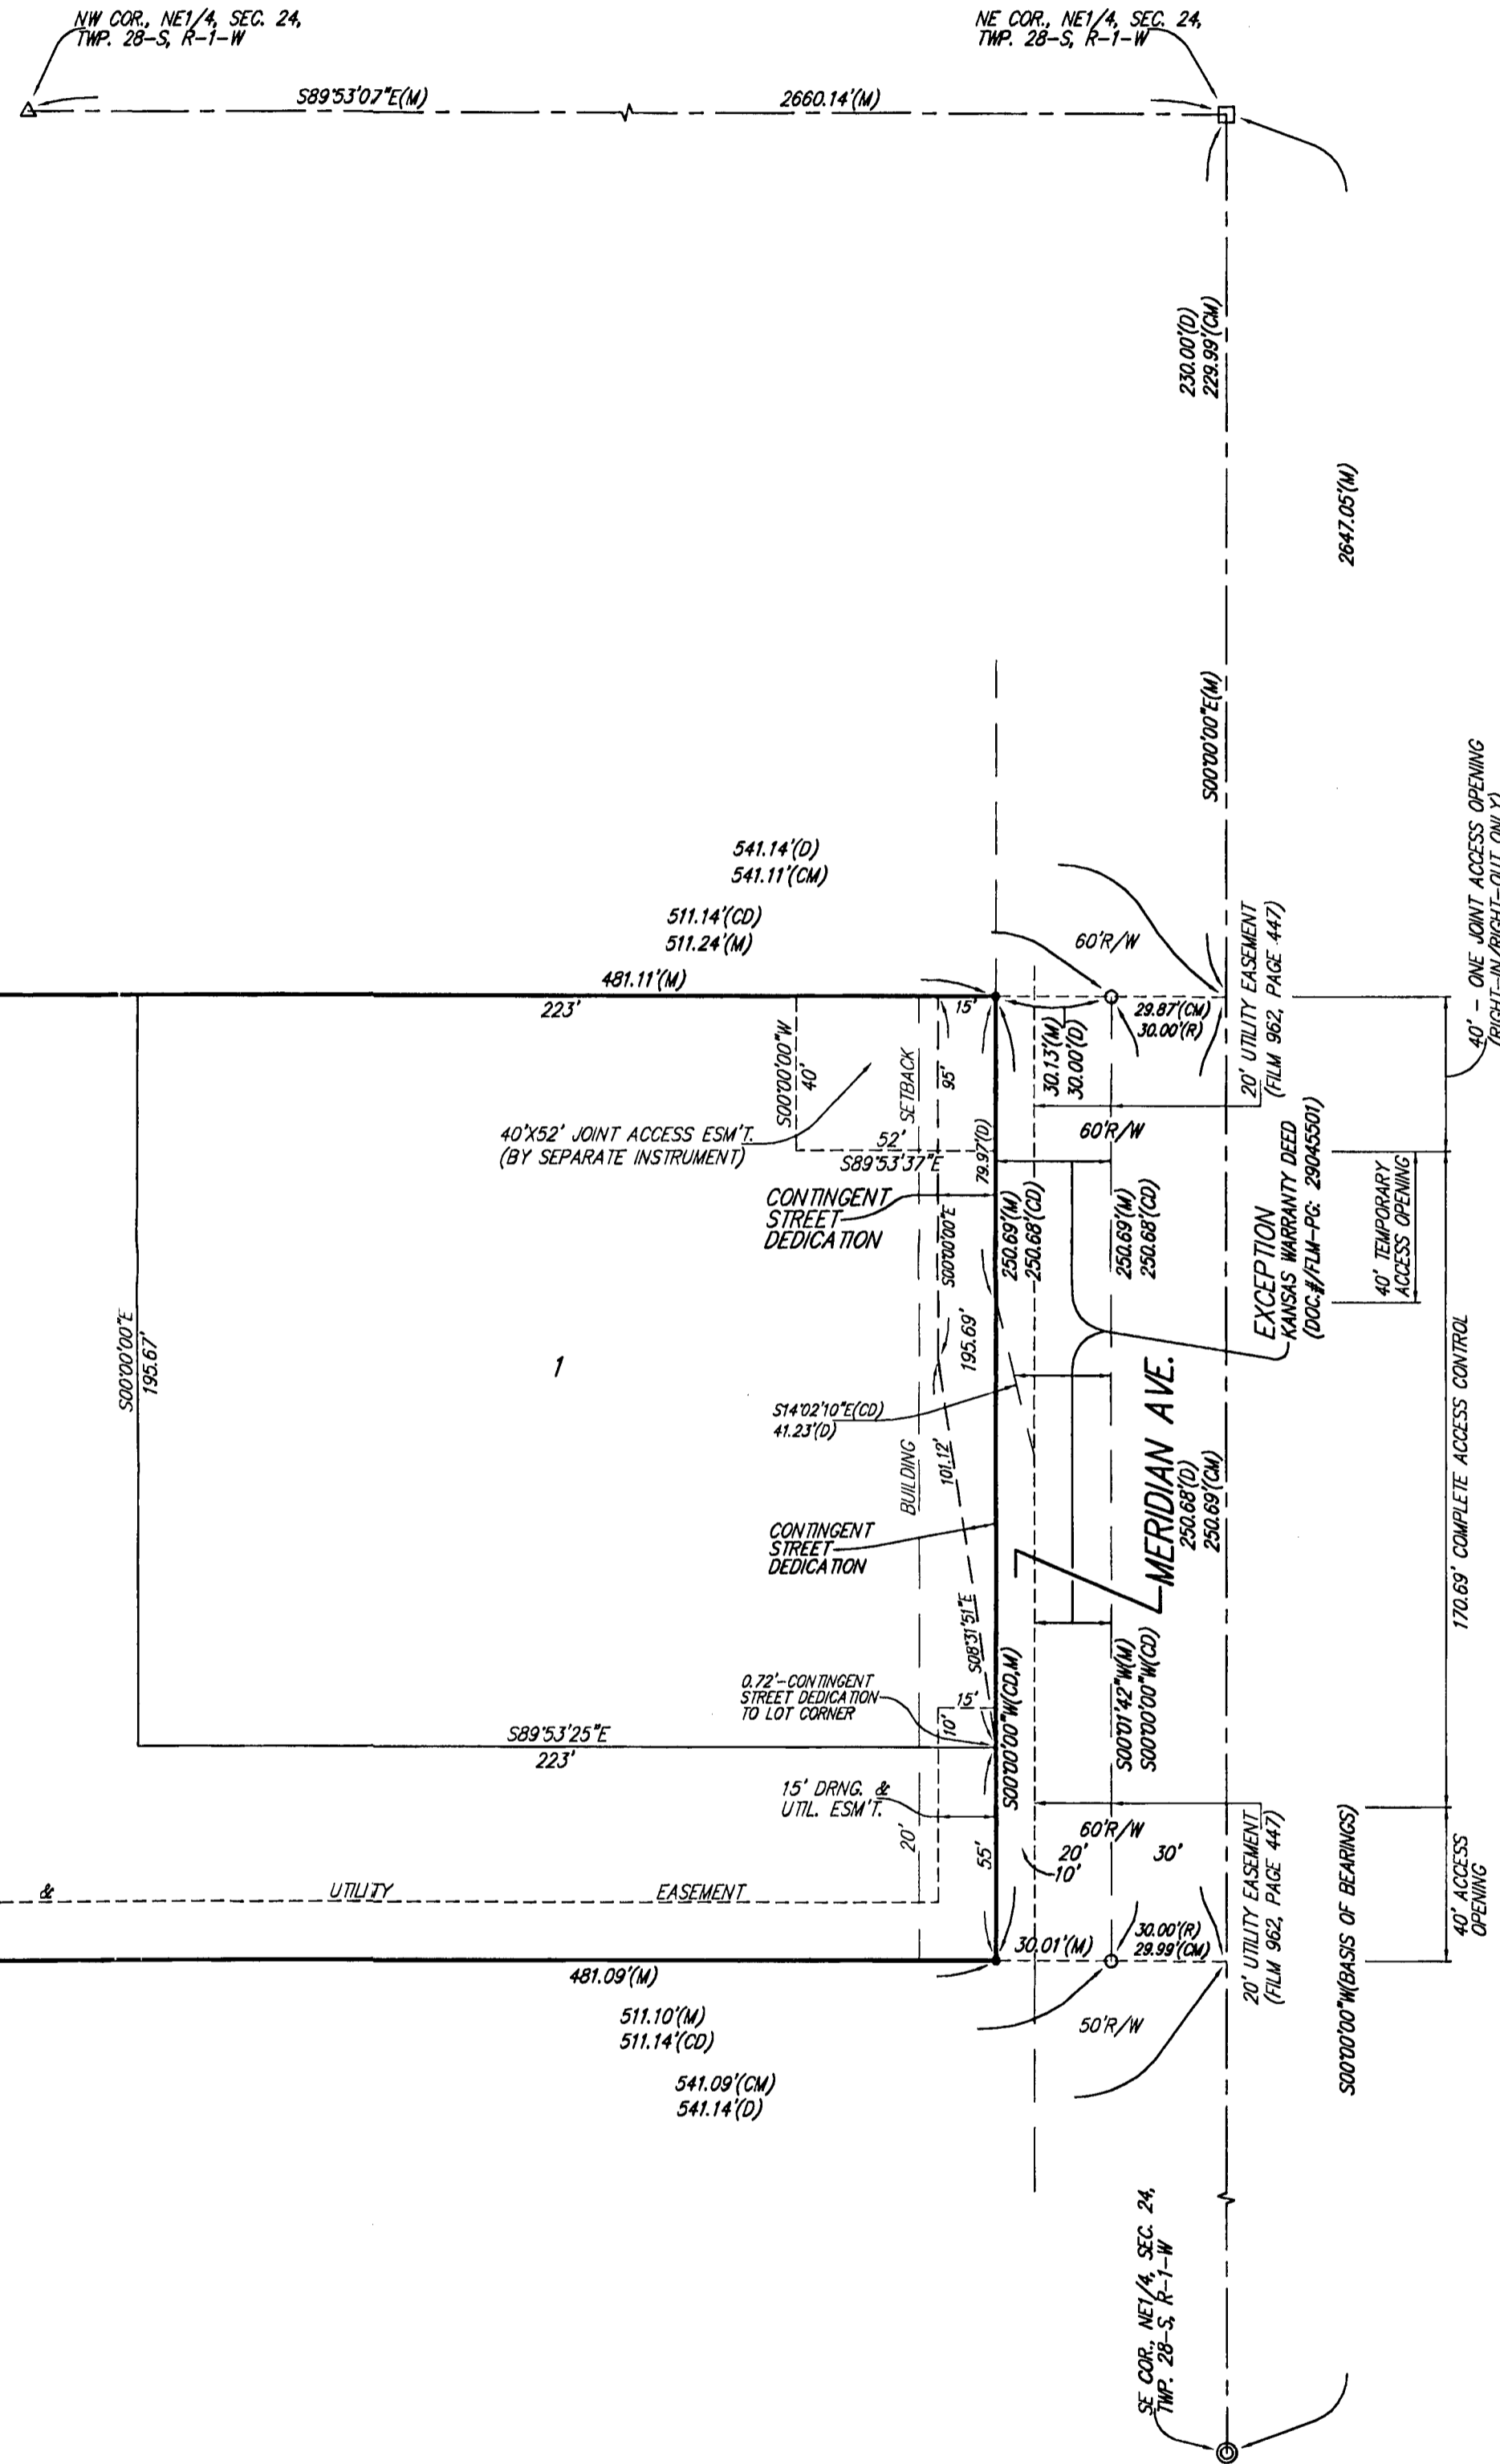 NW COR., NE1/4, SEC. 24,
TWP. 28-S, R-1-W
NE COR., NE1/4, SEC. 24,
TWP. 28-S, R-1-W
S89°53'07"E(M)
2660.14'(M)
230.00'(D)
229.99'(CM)
2647.05'(M)
S00°00'00"E(M)
40' - ONE JOINT ACCESS OPENING
(RIGHT-IN/RIGHT-OUT ONLY)
541.14'(D)
541.11'(CM)
511.14'(CD)
511.24'(M)
481.11'(M)
223'
60'R/W
20' UTILITY EASEMENT
(FILM 962, PAGE 447)
15'
29.87'(CM)
30.00'(R)
30.13'(M)
30.00'(D)
S00°00'00"W
40'
SETBACK
95'
40'X52' JOINT ACCESS ESM'T.
(BY SEPARATE INSTRUMENT)
52'
S89°53'37"E
79.97'(D)
60'R/W
CONTINGENT
STREET
DEDICATION
S00°00'00"E
250.69'(M)
250.68'(CD)
250.69'(M)
250.68'(CD)
EXCEPTION
KANSAS WARRANTY DEED
(DOC.#/FLM-PG: 29045501)
40' TEMPORARY
ACCESS OPENING
S00°00'00"E
195.67'
1
195.69'
S14°02'10"E(CD)
41.23'(D)
BUILDING
101.12'
MERIDIAN AVE.
250.68'(D)
250.69'(CM)
170.69' COMPLETE ACCESS CONTROL
CONTINGENT
STREET
DEDICATION
S08°31'51"E
0.72'-CONTINGENT
STREET DEDICATION
TO LOT CORNER
15'
10'
S00°00'00"W(CD,M)
S00°01'42"W(M)
S00°00'00"W(CD)
S89°53'25"E
223'
15' DRNG. &
UTIL. ESM'T.
20'
55'
60'R/W
20'
30'
10'
20' UTILITY EASEMENT
(FILM 962, PAGE 447)
S00°00'00"W(BASIS OF BEARINGS)
40' ACCESS
OPENING
& UTILITY EASEMENT
30.01'(M)
30.00'(R)
29.99'(CM)
481.09'(M)
511.10'(M)
511.14'(CD)
50'R/W
541.09'(CM)
541.14'(D)
SE COR., NE1/4, SEC. 24,
TWP. 28-S, R-1-W